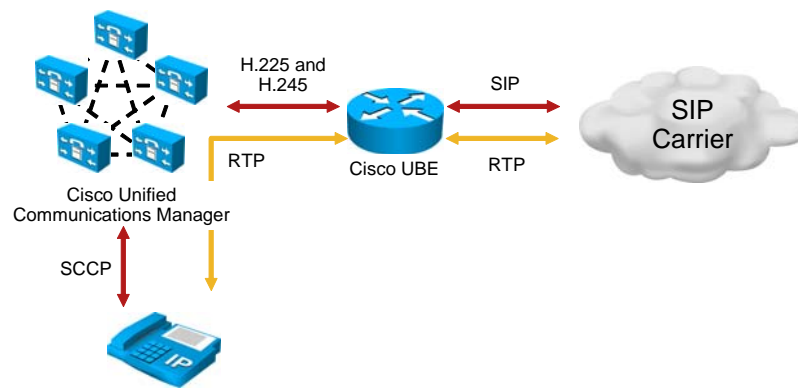 H.225 and
H.245
SIP
SIP
Carrier
RTP
Cisco UBE
RTP
Cisco Unified
Communications Manager
SCCP
IP